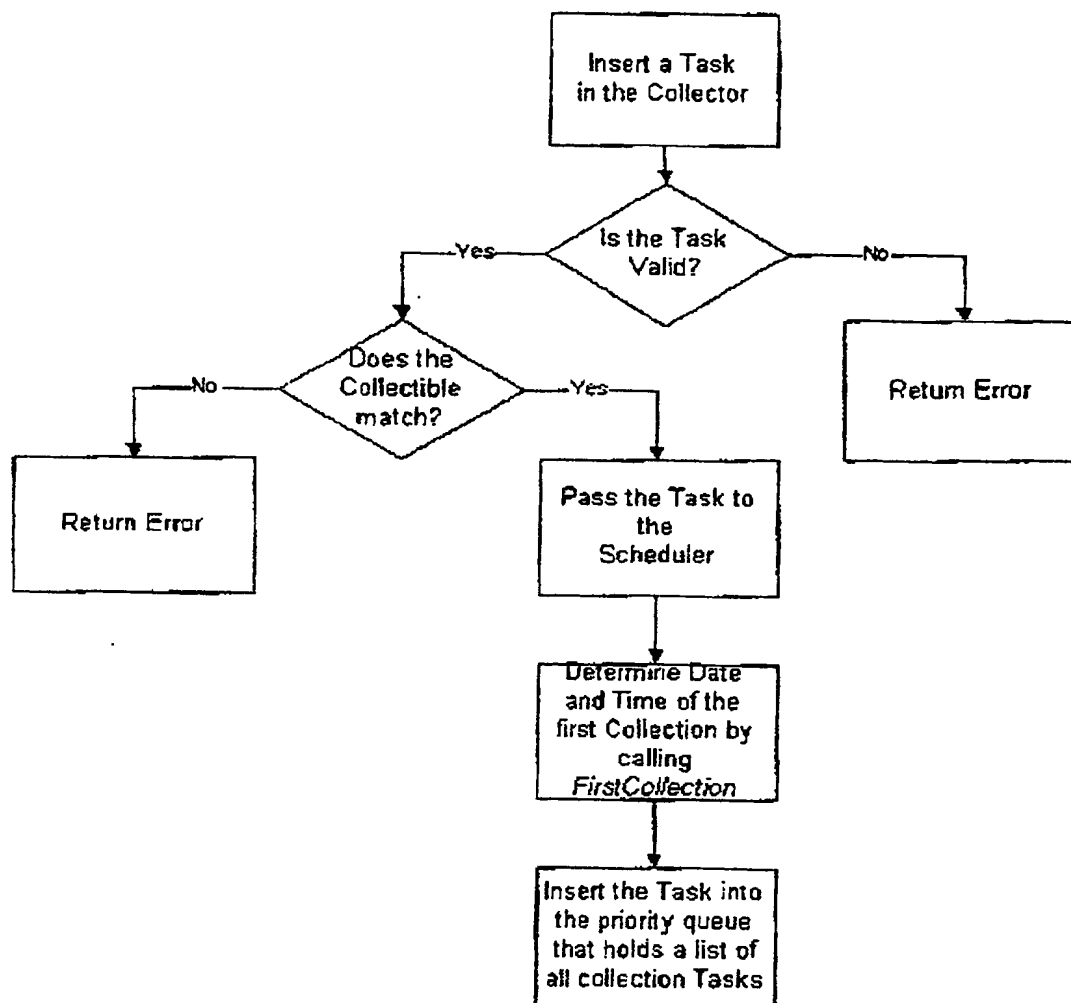 Insert a Task
in the Collector
Is the Task
Valid?
Yes
No
Does the
Collectible
match?
No
Yes
Return Error
Return Error
Pass the Task to
the
Scheduler
Determine Date
and Time of the
first Collection by
calling
FirstCollection
Insert the Task into
the priority queue
that holds a list of
all collection Tasks